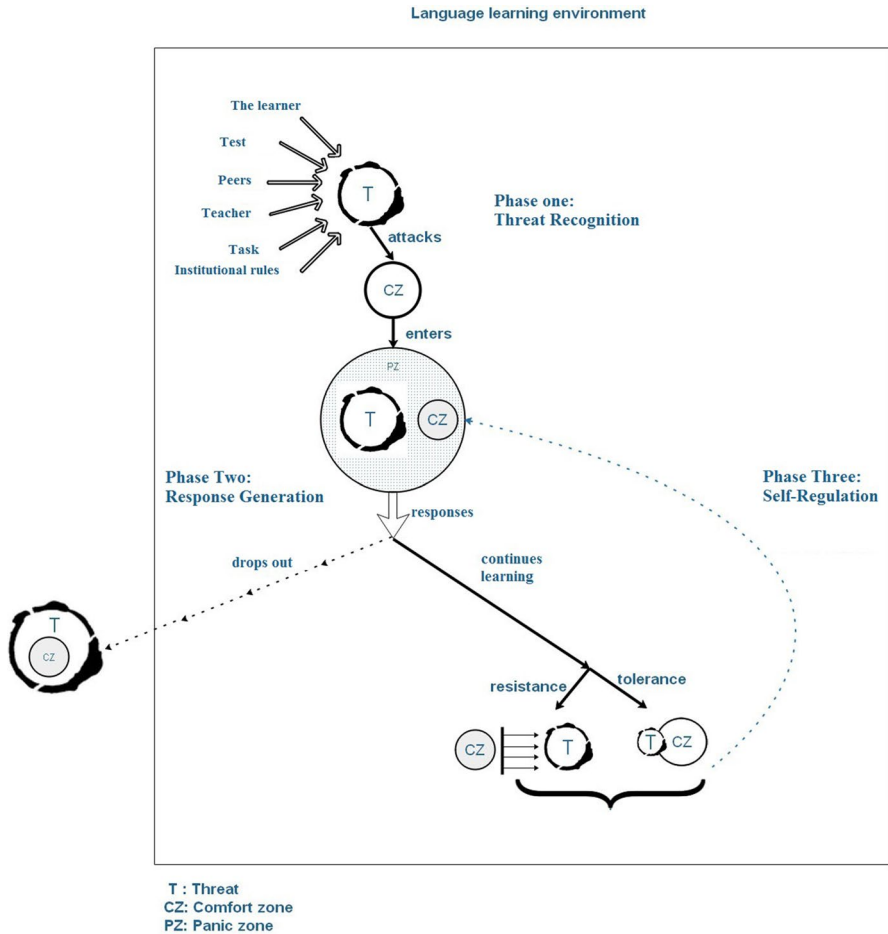 Language learning environment
The learner
Test
Peers
Teacher
Task
Institutional rules
T
attacks
Phase one:
Threat Recognition
CZ
enters
PZ
T
CZ
Phase Two:
Response Generation
Phase Three:
Self-Regulation
responses
drops out
continues
learning
T
CZ
resistance
tolerance
CZ
T
T
CZ
T : Threat
CZ: Comfort zone
PZ: Panic zone